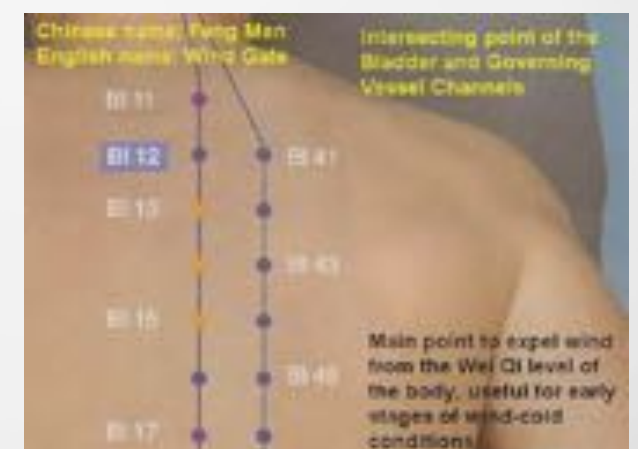 Chinese name: Feng Men
English name: Wind Gate
Intersecting point of the
Bladder and Governing
Vessel Channels
Bl 11
Bl 12
Bl 41
Bl 13
Bl 43
Bl 15
Bl 17
Main point to expel wind
from the Wei Qi level of
the body, useful for early
stages of wind-cold
conditions